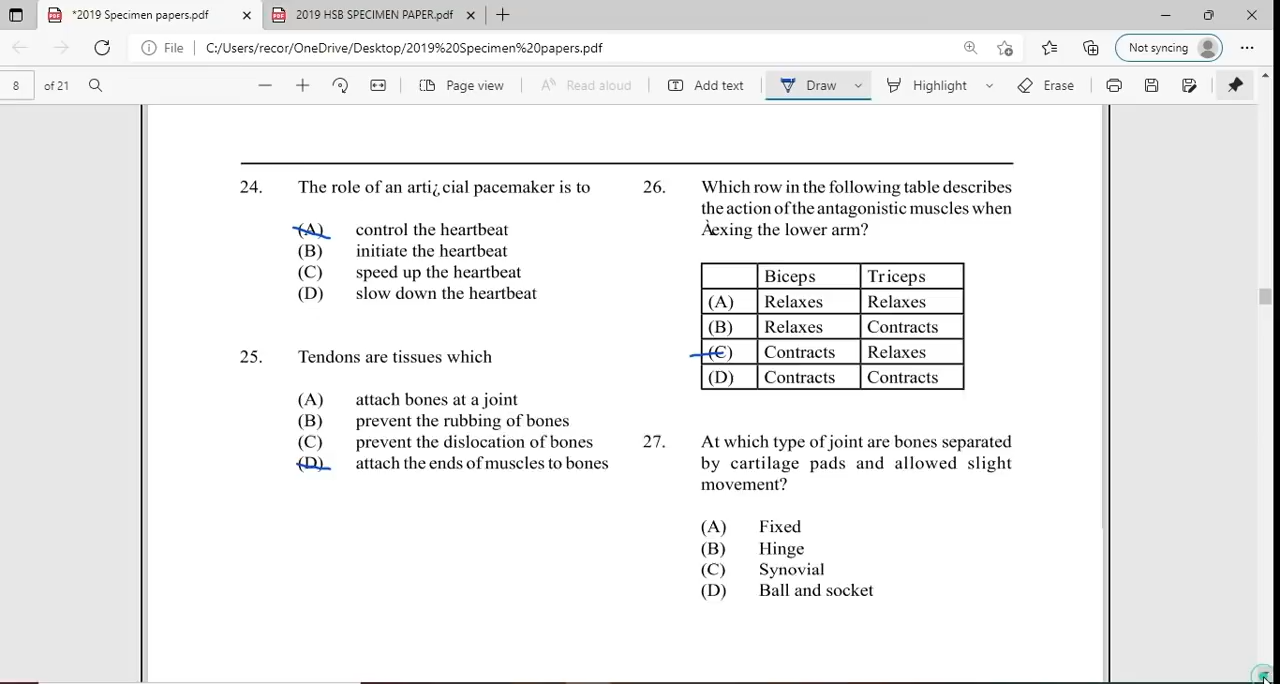 *2019 Specimen papers.pdf
2019 HSB SPECIMEN PAPER.pdf
File
C:/Users/recor/OneDrive/Desktop/2019%20Specimen%20papers.pdf
Not syncing
8
of 21
Page view
Read aloud
Add text
Draw
Highlight
Erase
24. The role of an arti¿cial pacemaker is to
(A) control the heartbeat
(B) initiate the heartbeat
(C) speed up the heartbeat
(D) slow down the heartbeat
25. Tendons are tissues which
(A) attach bones at a joint
(B) prevent the rubbing of bones
(C) prevent the dislocation of bones
(D) attach the ends of muscles to bones
26. Which row in the following table describes
the action of the antagonistic muscles when
Àexing the lower arm?
Biceps Triceps
(A) Relaxes Relaxes
(B) Relaxes Contracts
(C) Contracts Relaxes
(D) Contracts Contracts
27. At which type of joint are bones separated
by cartilage pads and allowed slight
movement?
(A) Fixed
(B) Hinge
(C) Synovial
(D) Ball and socket